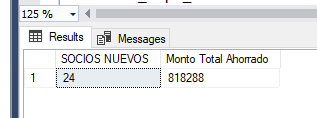 125 %
Results Messages
SOCIOS NUEVOS Monto Total Ahorrado
1 24 818288